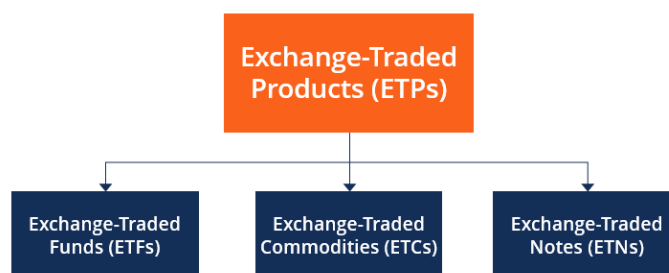 Exchange-Traded
Products (ETPs)
Exchange-Traded
Funds (ETFs)
Exchange-Traded
Commodities (ETCs)
Exchange-Traded
Notes (ETNs)